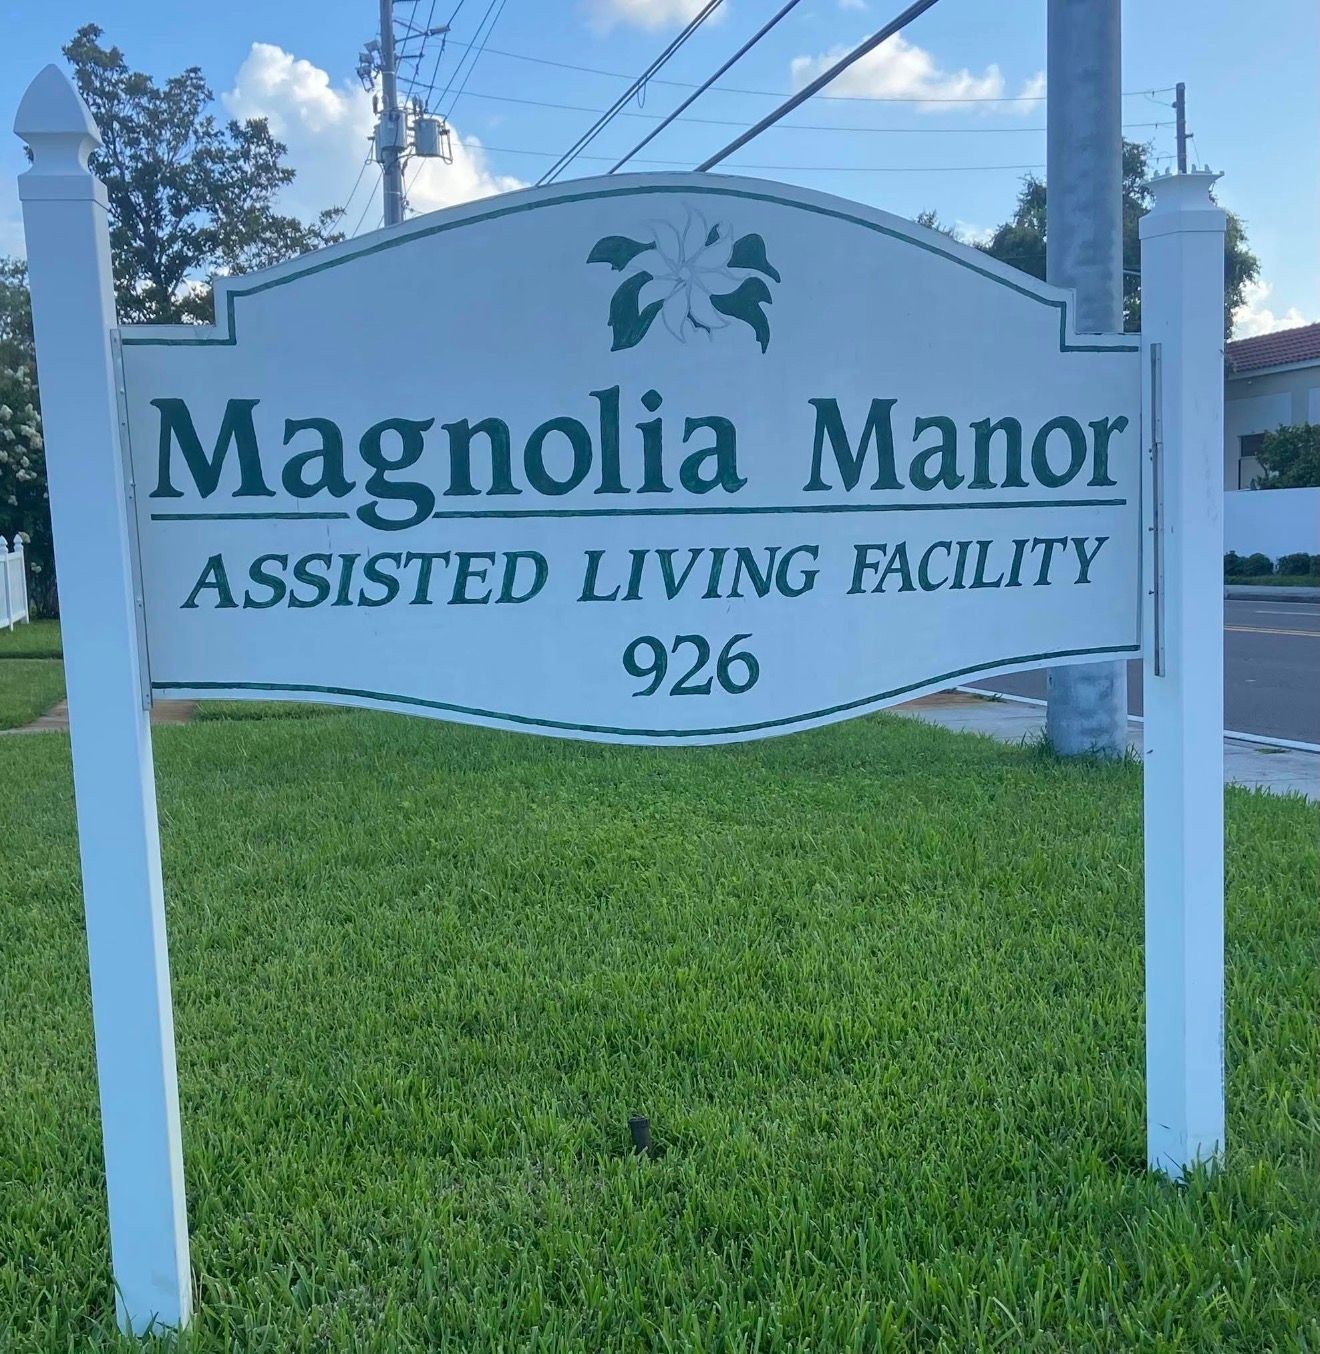 Magnolia Manor
ASSISTED LIVING FACILITY
926